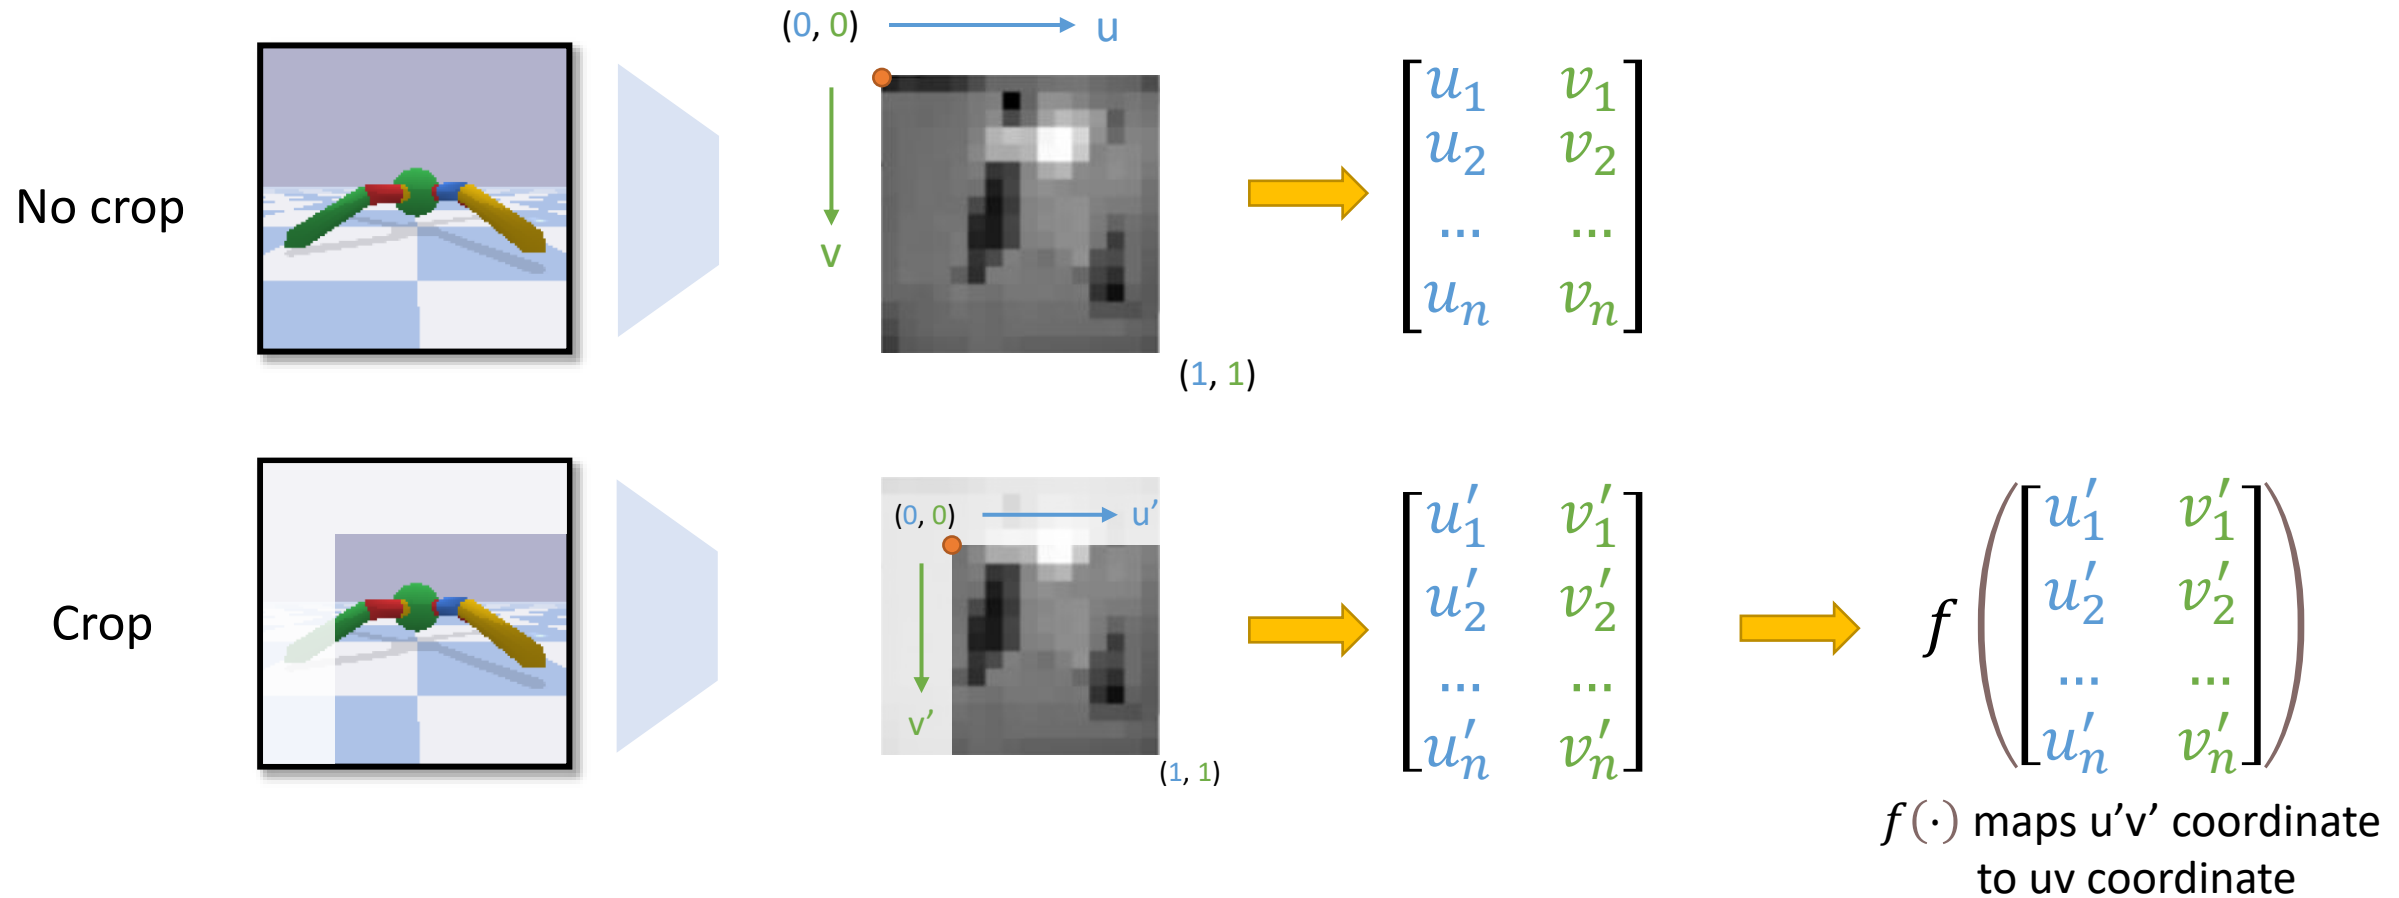 (0, 0) u
No crop
v
(1, 1)
u₁ v₁
u₂ v₂
... ...
uₙ vₙ
Crop
(0, 0) u’
v’
(1, 1)
u′₁ v′₁
u′₂ v′₂
... ...
u′ₙ v′ₙ
f
u′₁ v′₁
u′₂ v′₂
... ...
u′ₙ v′ₙ
f(·) maps u’v’ coordinate
to uv coordinate